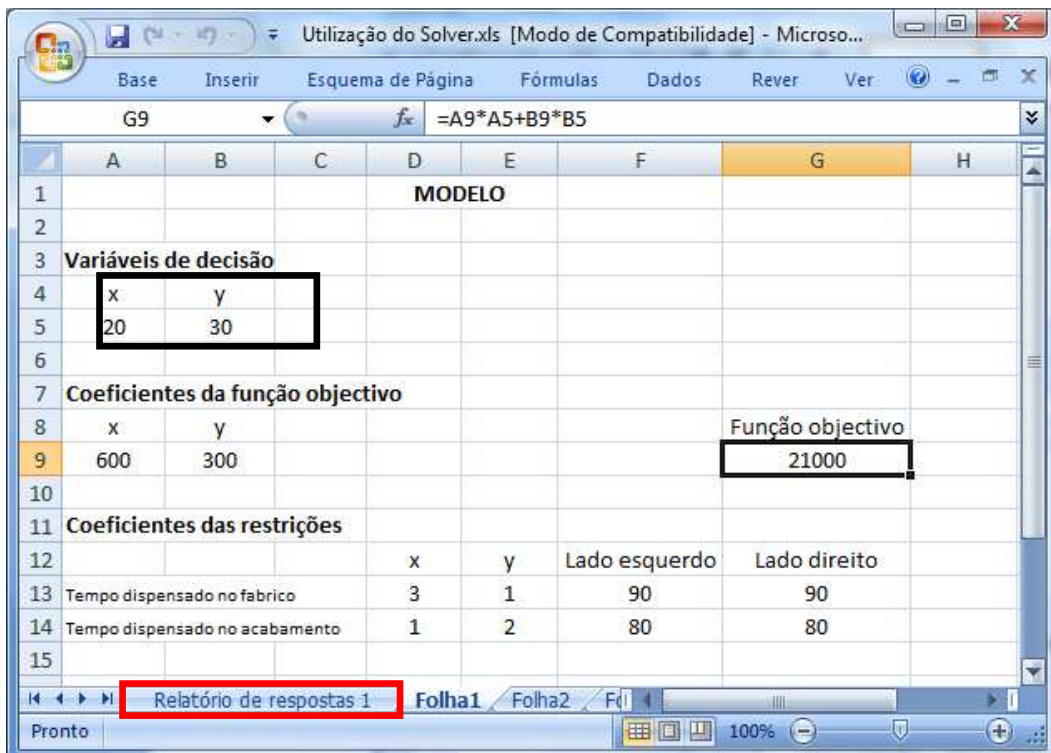 Utilização do Solver.xls [Modo de Compatibilidade] - Microso...
Base Inserir Esquema de Página Fórmulas Dados Rever Ver
G9 fx =A9*A5+B9*B5
A B C D E F G H
1 MODELO
2
3 Variáveis de decisão
4 x y
5 20 30
6
7 Coeficientes da função objectivo
8 x y Função objectivo
9 600 300 21000
10
11 Coeficientes das restrições
12 x y Lado esquerdo Lado direito
13 Tempo dispensado no fabrico 3 1 90 90
14 Tempo dispensado no acabamento 1 2 80 80
15
Relatório de respostas 1 Folha1 Folha2
Pronto 100%